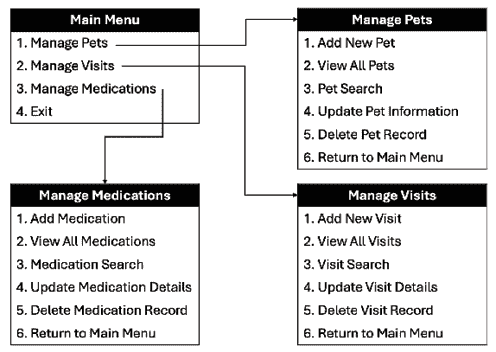 Main Menu
1. Manage Pets
2. Manage Visits
3. Manage Medications
4. Exit
Manage Pets
1. Add New Pet
2. View All Pets
3. Pet Search
4. Update Pet Information
5. Delete Pet Record
6. Return to Main Menu
Manage Medications
1. Add Medication
2. View All Medications
3. Medication Search
4. Update Medication Details
5. Delete Medication Record
6. Return to Main Menu
Manage Visits
1. Add New Visit
2. View All Visits
3. Visit Search
4. Update Visit Details
5. Delete Visit Record
6. Return to Main Menu